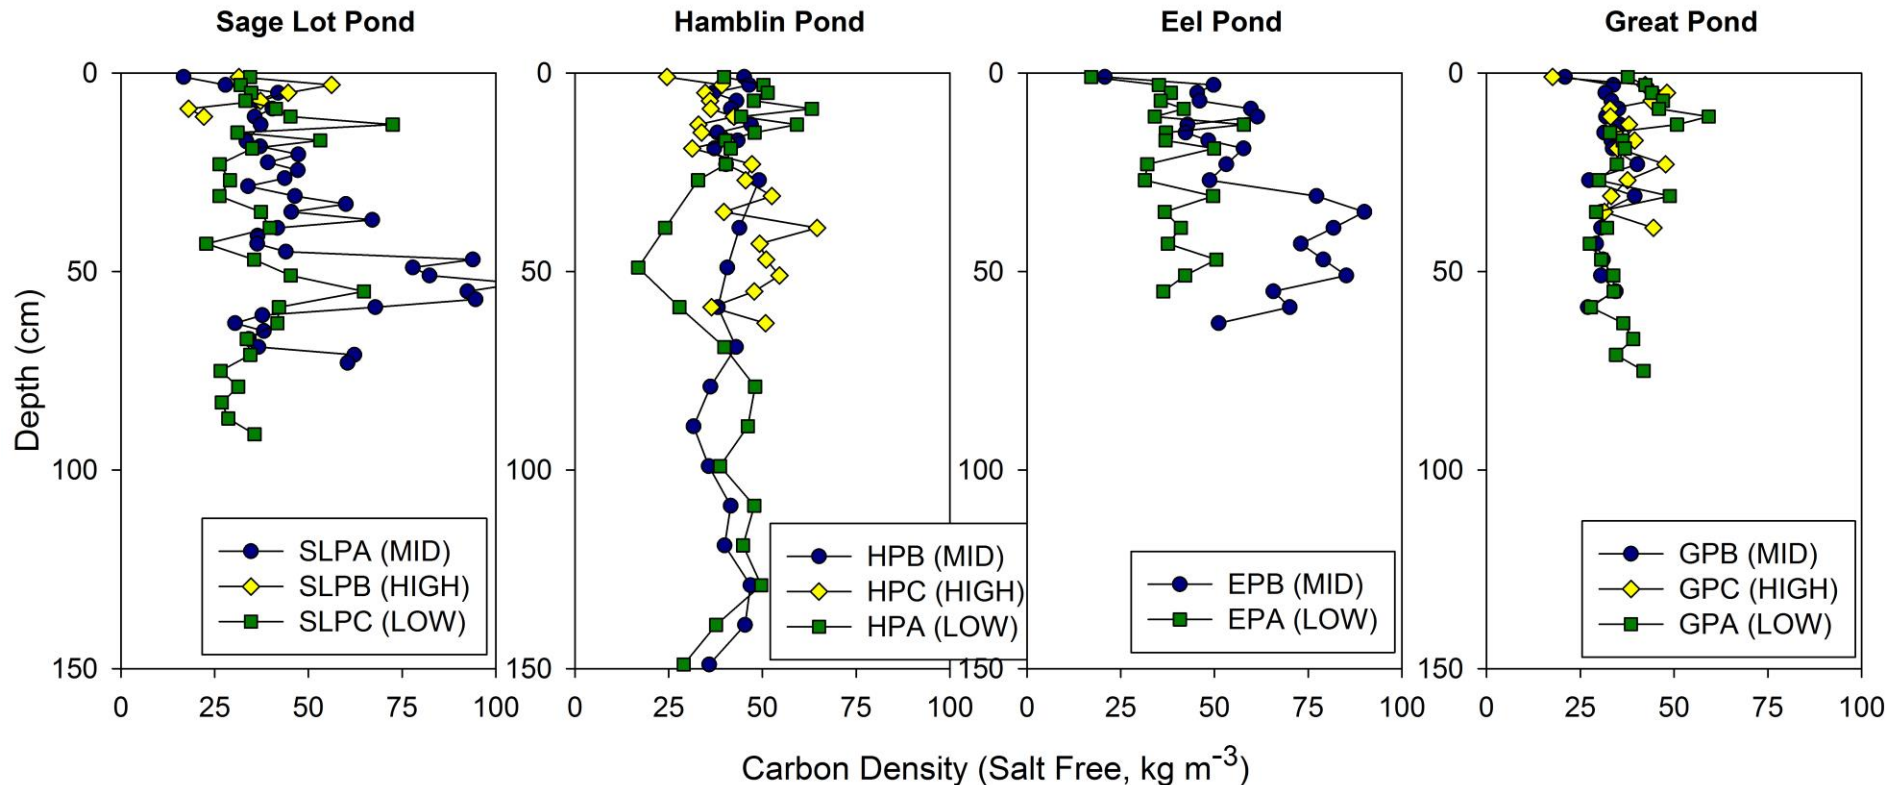 Sage Lot Pond
Hamblin Pond
Eel Pond
Great Pond
Depth (cm)
0
50
100
150
0 25 50 75 100
SLPA (MID)
SLPB (HIGH)
SLPC (LOW)
0
50
100
150
0 25 50 75 100
HPB (MID)
HPC (HIGH)
HPA (LOW)
0
50
100
150
0 25 50 75 100
EPB (MID)
EPA (LOW)
0
50
100
150
0 25 50 75 100
GPB (MID)
GPC (HIGH)
GPA (LOW)
Carbon Density (Salt Free, kg m⁻³)